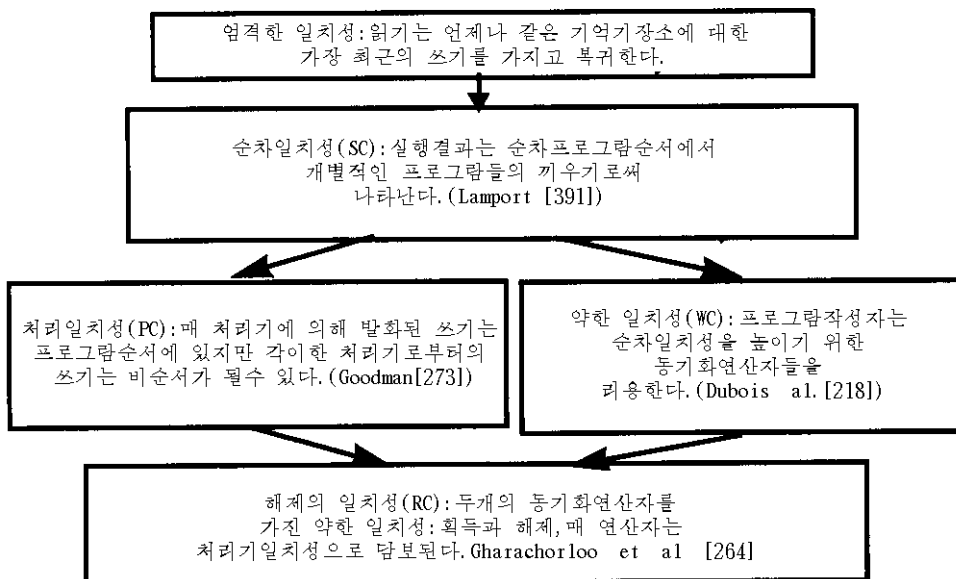 엄격한 일치성:읽기는 언제나 같은 기억기장소에 대한
가장 최근의 쓰기를 가지고 복귀한다.
순차일치성(SC):실행결과는 순차프로그람순서에서
개별적인 프로그람들의 끼우기로써
나타난다.(Lamport [391])
처리일치성(PC):매 처리기에 의해 발화된 쓰기는
프로그람순서에 있지만 각이한 처리기로부터의
쓰기는 비순서가 될수 있다.(Goodman[273])
약한 일치성(WC):프로그람작성자는
순차일치성을 높이기 위한
동기화연산자들을
리용한다.(Dubois al.[218])
해제의 일치성(RC):두개의 동기화연산자를
가진 약한 일치성:획득과 해제,매 연산자는
처리기일치성으로 담보된다.Gharachorloo et al [264]